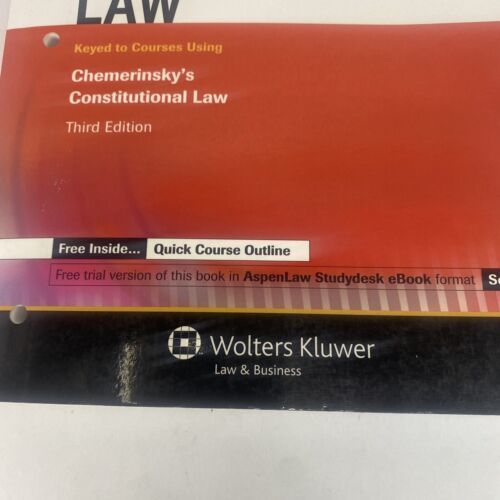 LAW
Keyed to Courses Using
Chemerinsky's
Constitutional Law
Third Edition
Free Inside... Quick Course Outline
Free trial version of this book in AspenLaw Studydesk eBook format
Wolters Kluwer
Law & Business